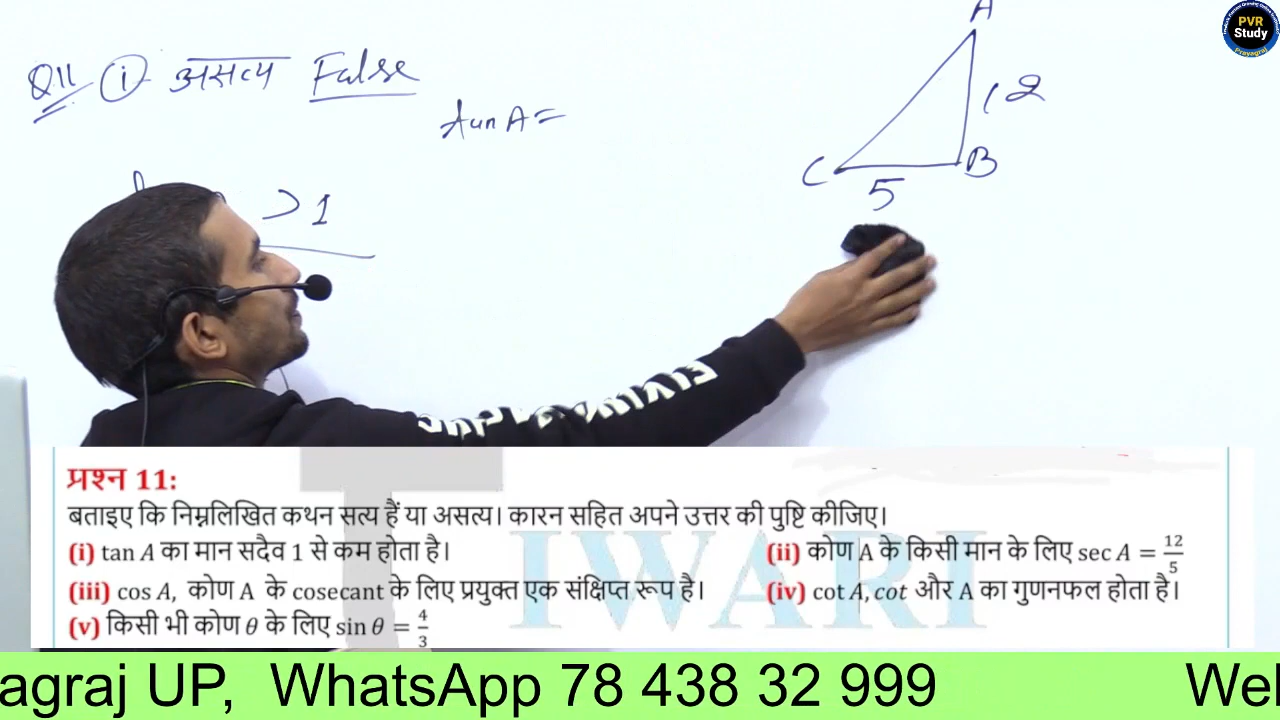 PVR
Study
Prayagraj
A
Q11 (i) असत्य False
tan A =
12
C B
5
> 1
प्रश्न 11:
बताइए कि निम्नलिखित कथन सत्य हैं या असत्य। कारन सहित अपने उत्तर की पुष्टि कीजिए।
(i) tan A का मान सदैव 1 से कम होता है। (ii) कोण A के किसी मान के लिए sec A = 12/5
(iii) cos A, कोण A के cosecant के लिए प्रयुक्त एक संक्षिप्त रूप है। (iv) cot A, cot और A का गुणनफल होता है।
(v) किसी भी कोण θ के लिए sin θ = 4/3
TIWARI
agraj UP, WhatsApp 78 438 32 999 Wel